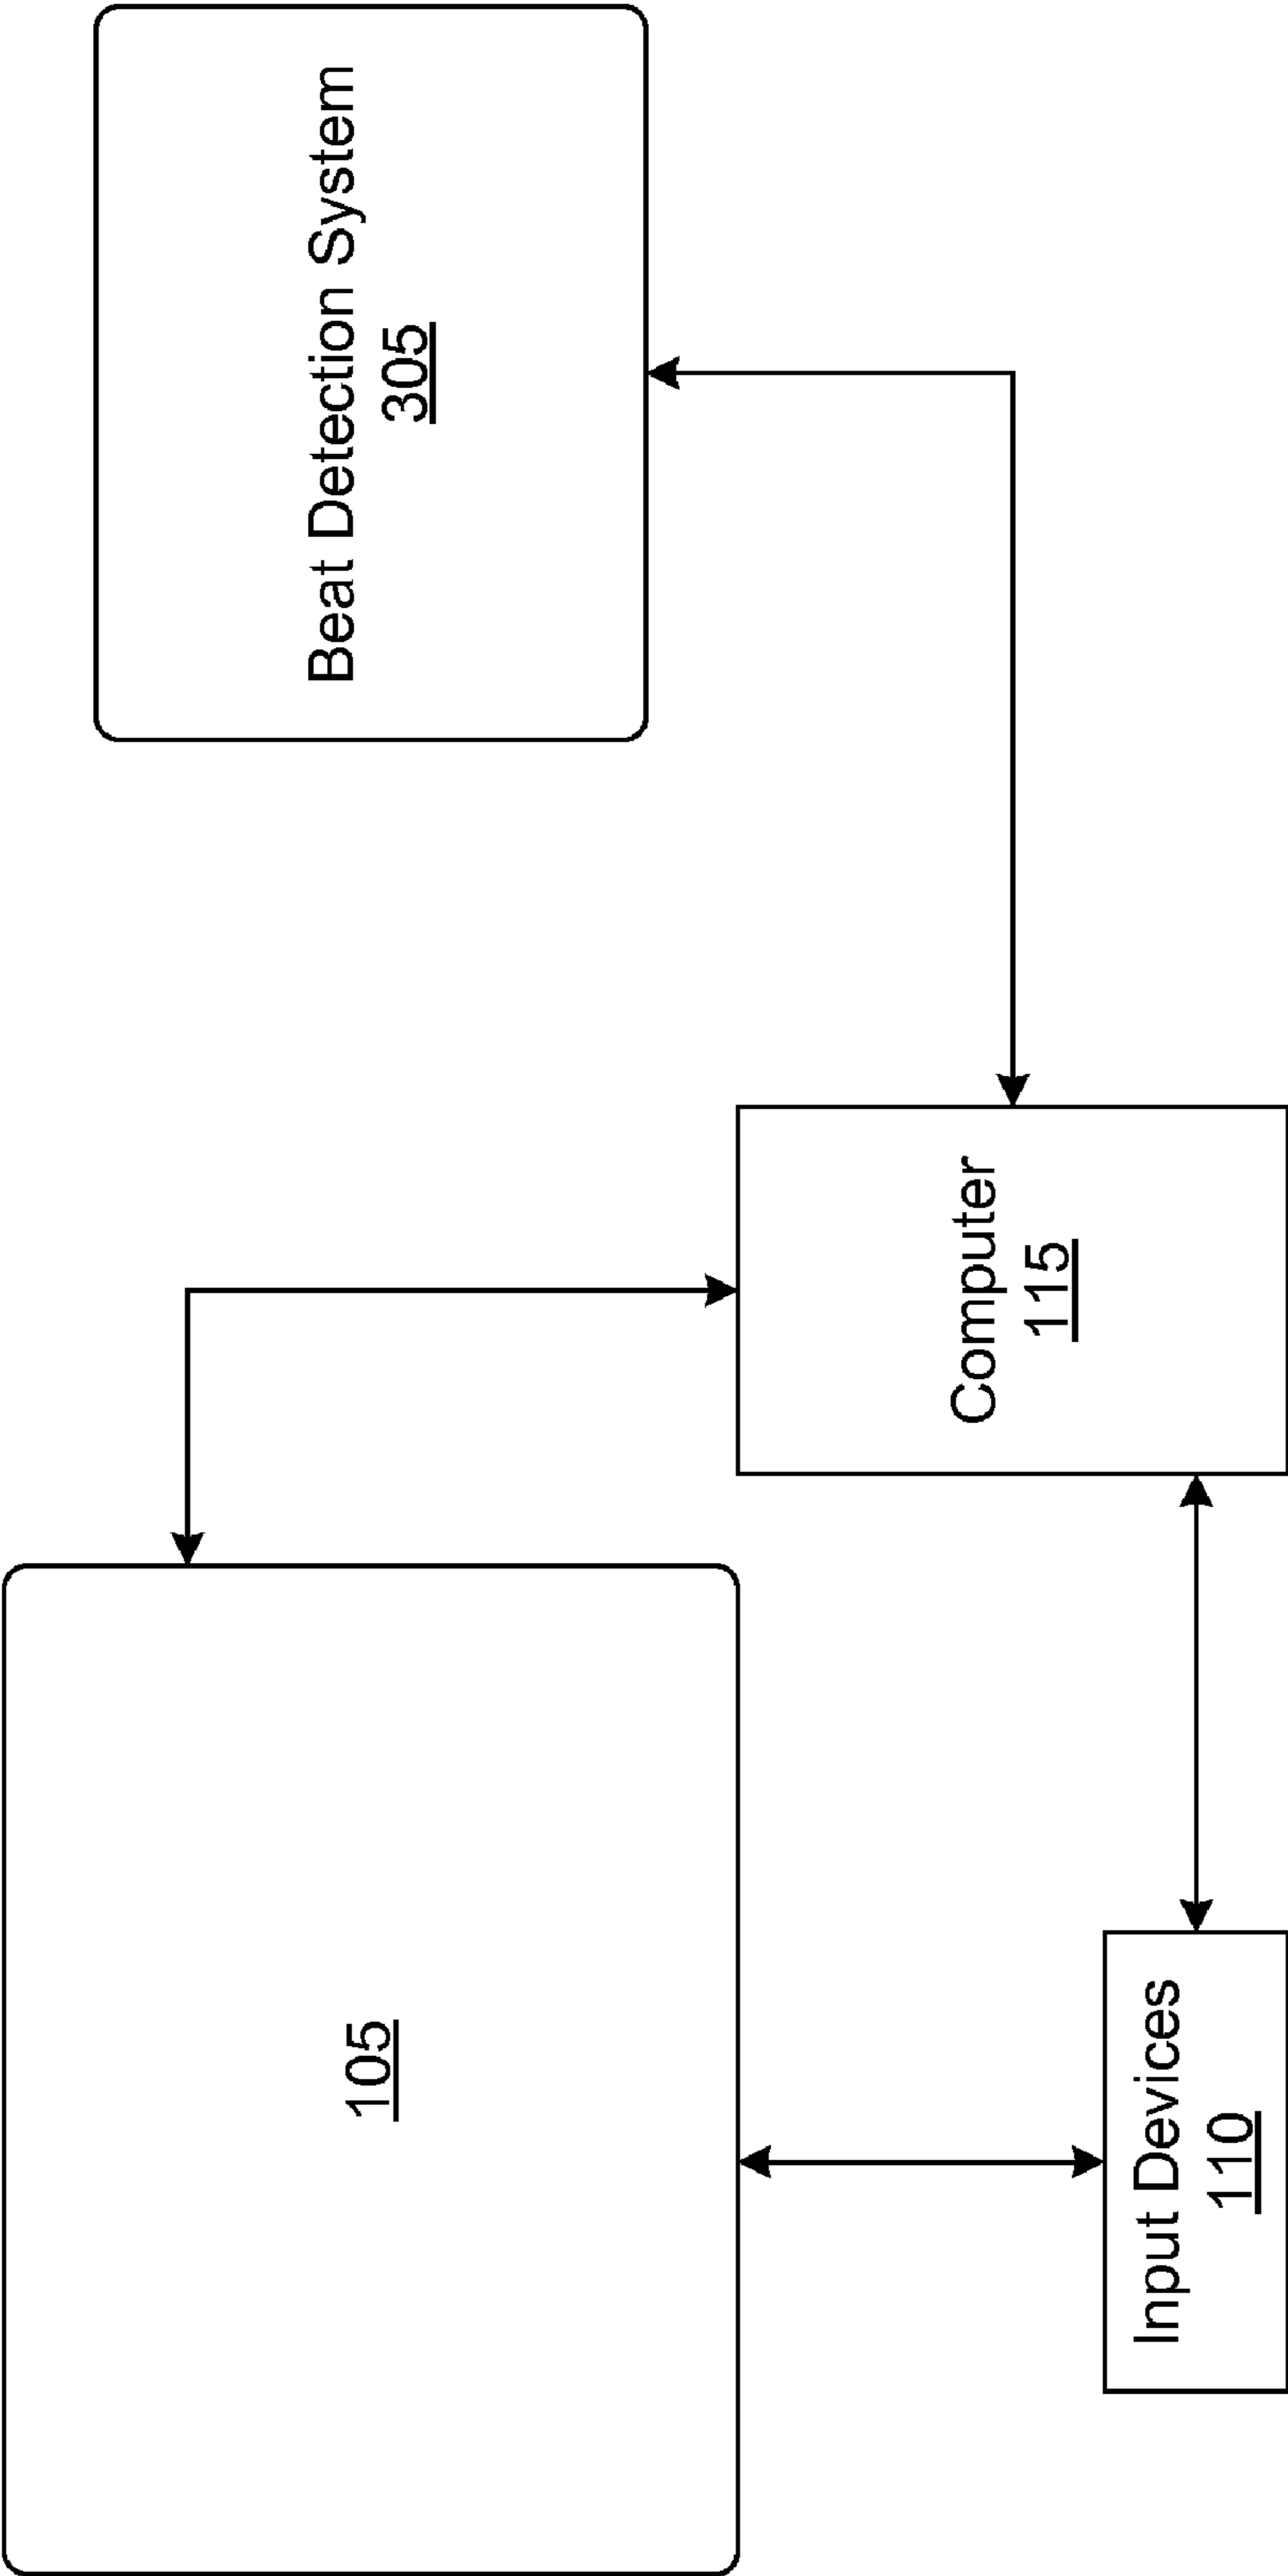 105
Beat Detection System
305
Computer
115
Input Devices
110